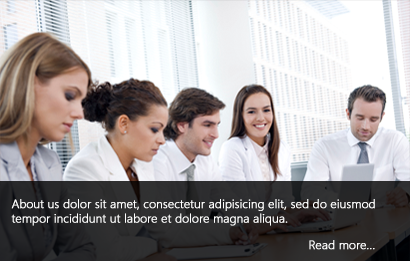 About us dolor sit amet, consectetur adipisicing elit, sed do eiusmod
tempor incididunt ut labore et dolore magna aliqua.
Read more...